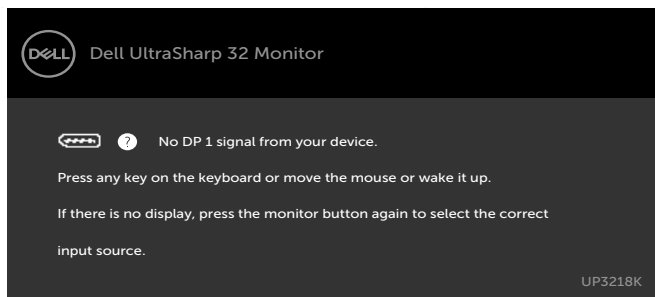 DELL Dell UltraSharp 32 Monitor
? No DP 1 signal from your device.
Press any key on the keyboard or move the mouse or wake it up.
If there is no display, press the monitor button again to select the correct
input source.
UP3218K